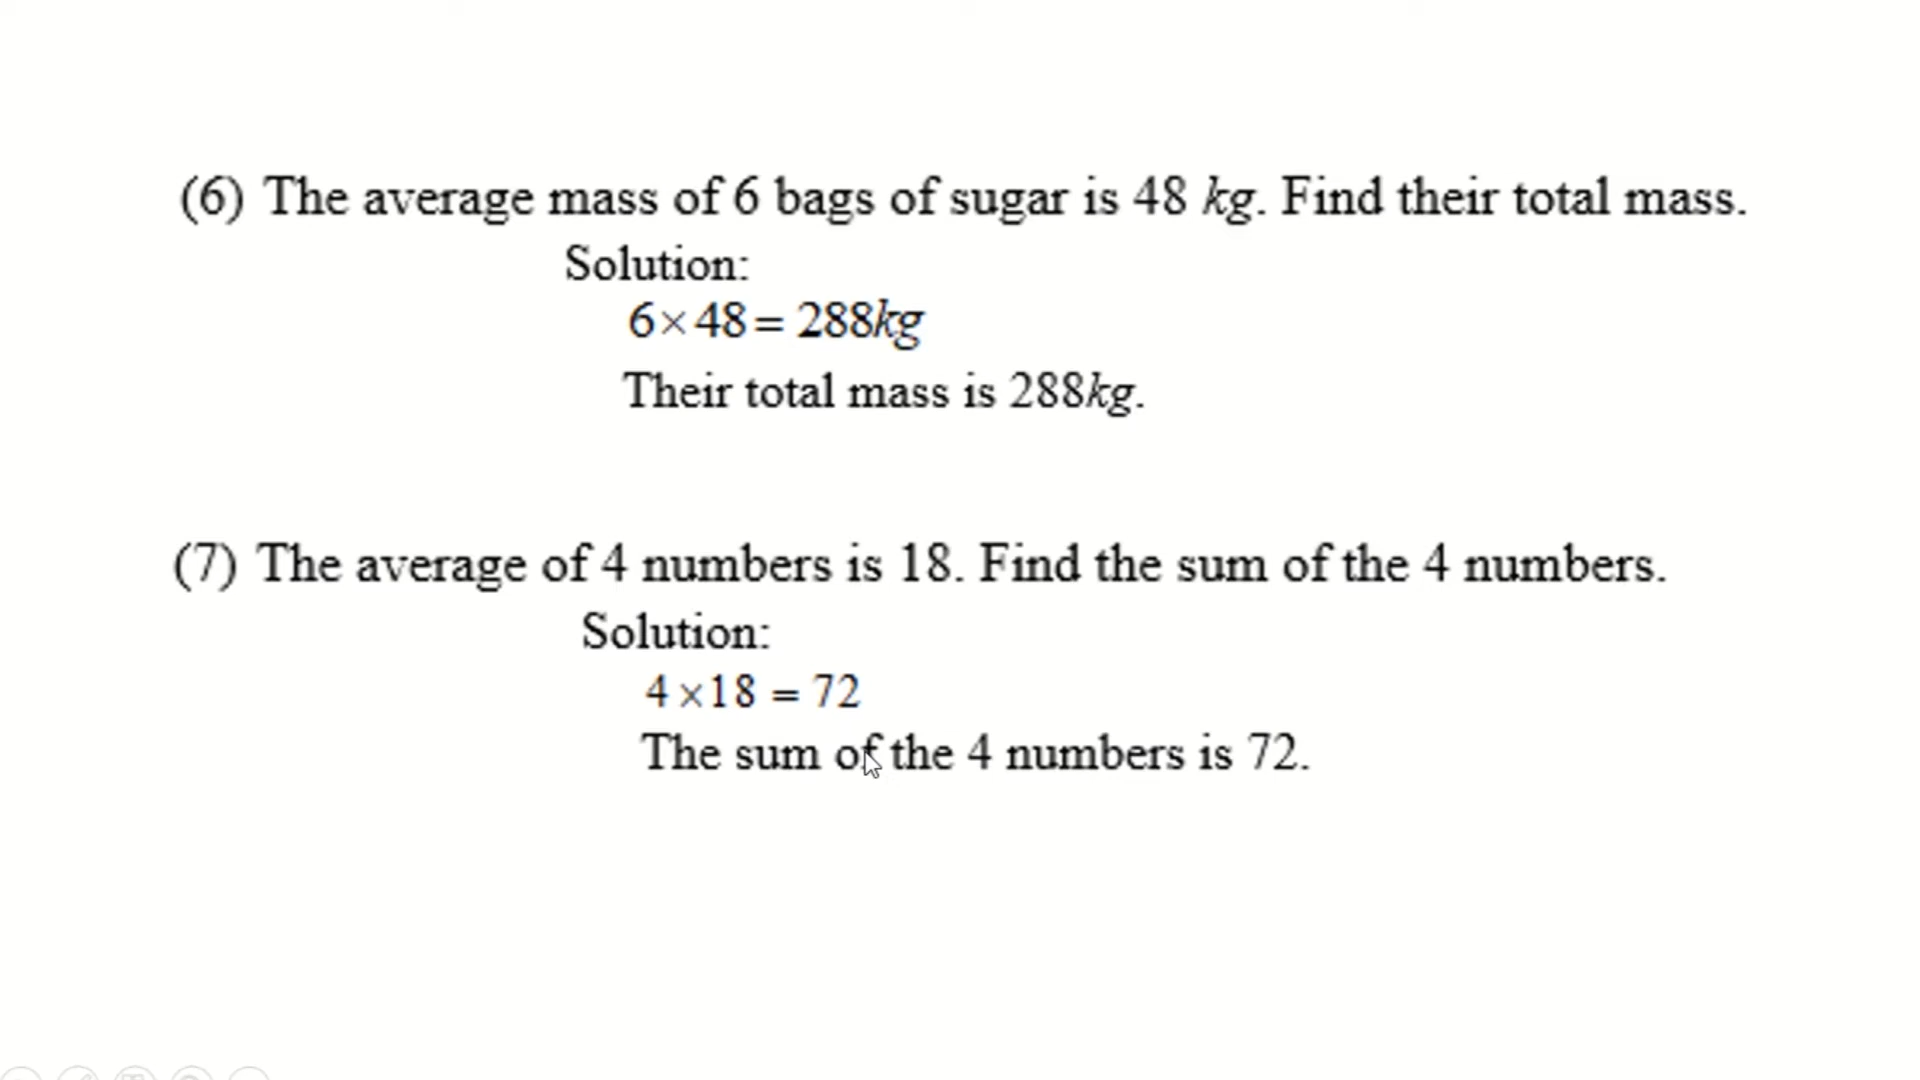 (6) The average mass of 6 bags of sugar is 48 kg. Find their total mass.
Solution:
6×48= 288kg
Their total mass is 288kg.
(7) The average of 4 numbers is 18. Find the sum of the 4 numbers.
Solution:
4×18 = 72
The sum of the 4 numbers is 72.